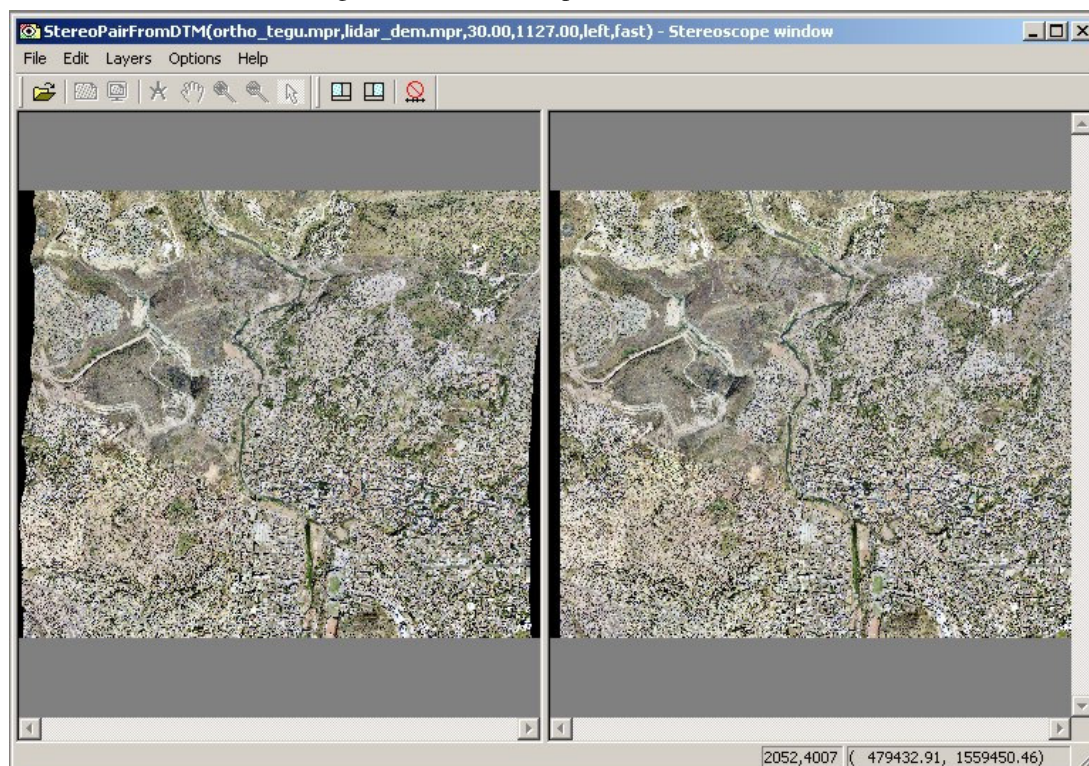 StereoPairFromDTM(ortho_tegu.mpr,lidar_dem.mpr,30.00,1127.00,left,fast) - Stereoscope window
File Edit Layers Options Help
2052,4007 ( 479432.91, 1559450.46)